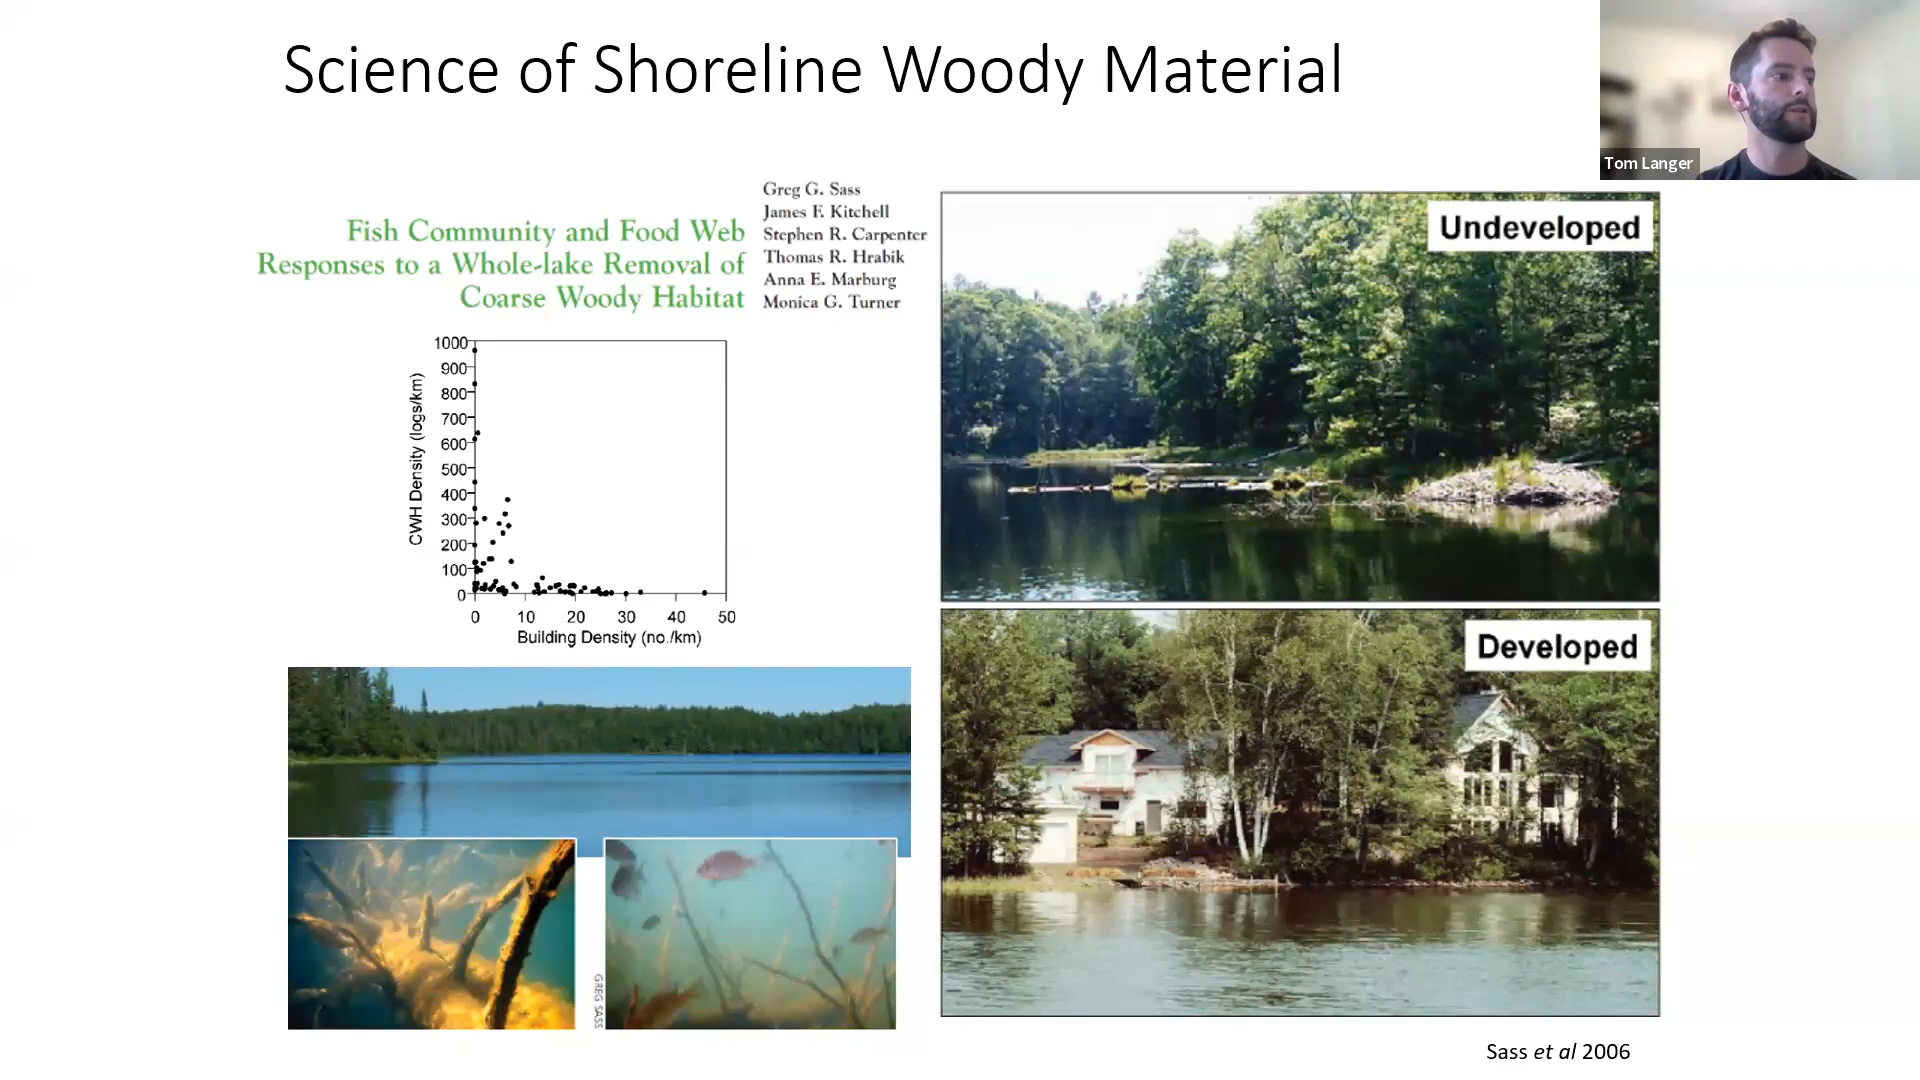 Science of Shoreline Woody Material
Tom Langer
Fish Community and Food Web
Responses to a Whole-lake Removal of
Coarse Woody Habitat
Greg G. Sass
James F. Kitchell
Stephen R. Carpenter
Thomas R. Hrabik
Anna E. Marburg
Monica G. Turner
CWH Density (logs/km)
1000
900
800
700
600
500
400
300
200
100
0
0 10 20 30 40 50
Building Density (no./km)
GREG SASS
Undeveloped
Developed
Sass et al 2006